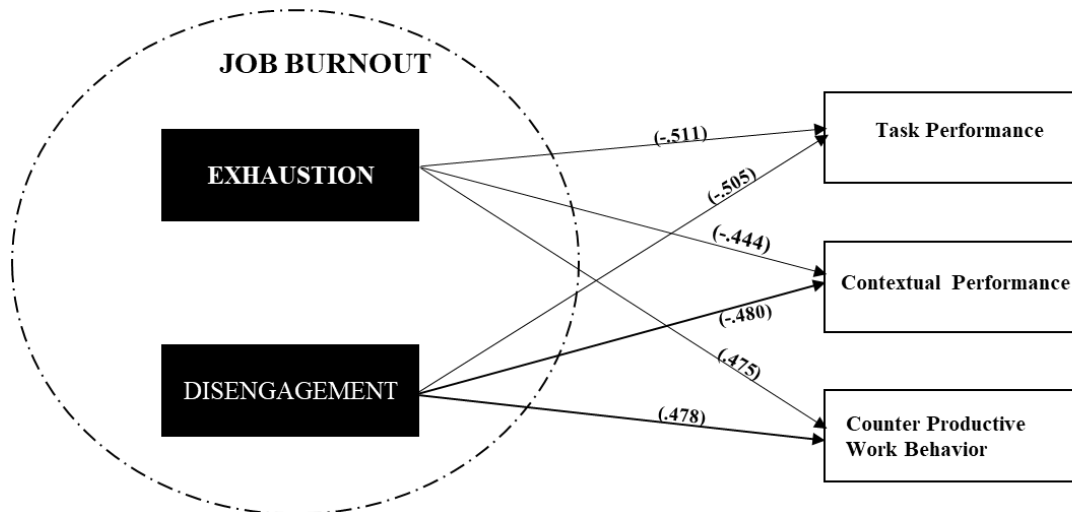 JOB BURNOUT
EXHAUSTION
DISENGAGEMENT
(-.511)
(-.505)
(-.444)
(-.480)
(.475)
(.478)
Task Performance
Contextual Performance
Counter Productive
Work Behavior